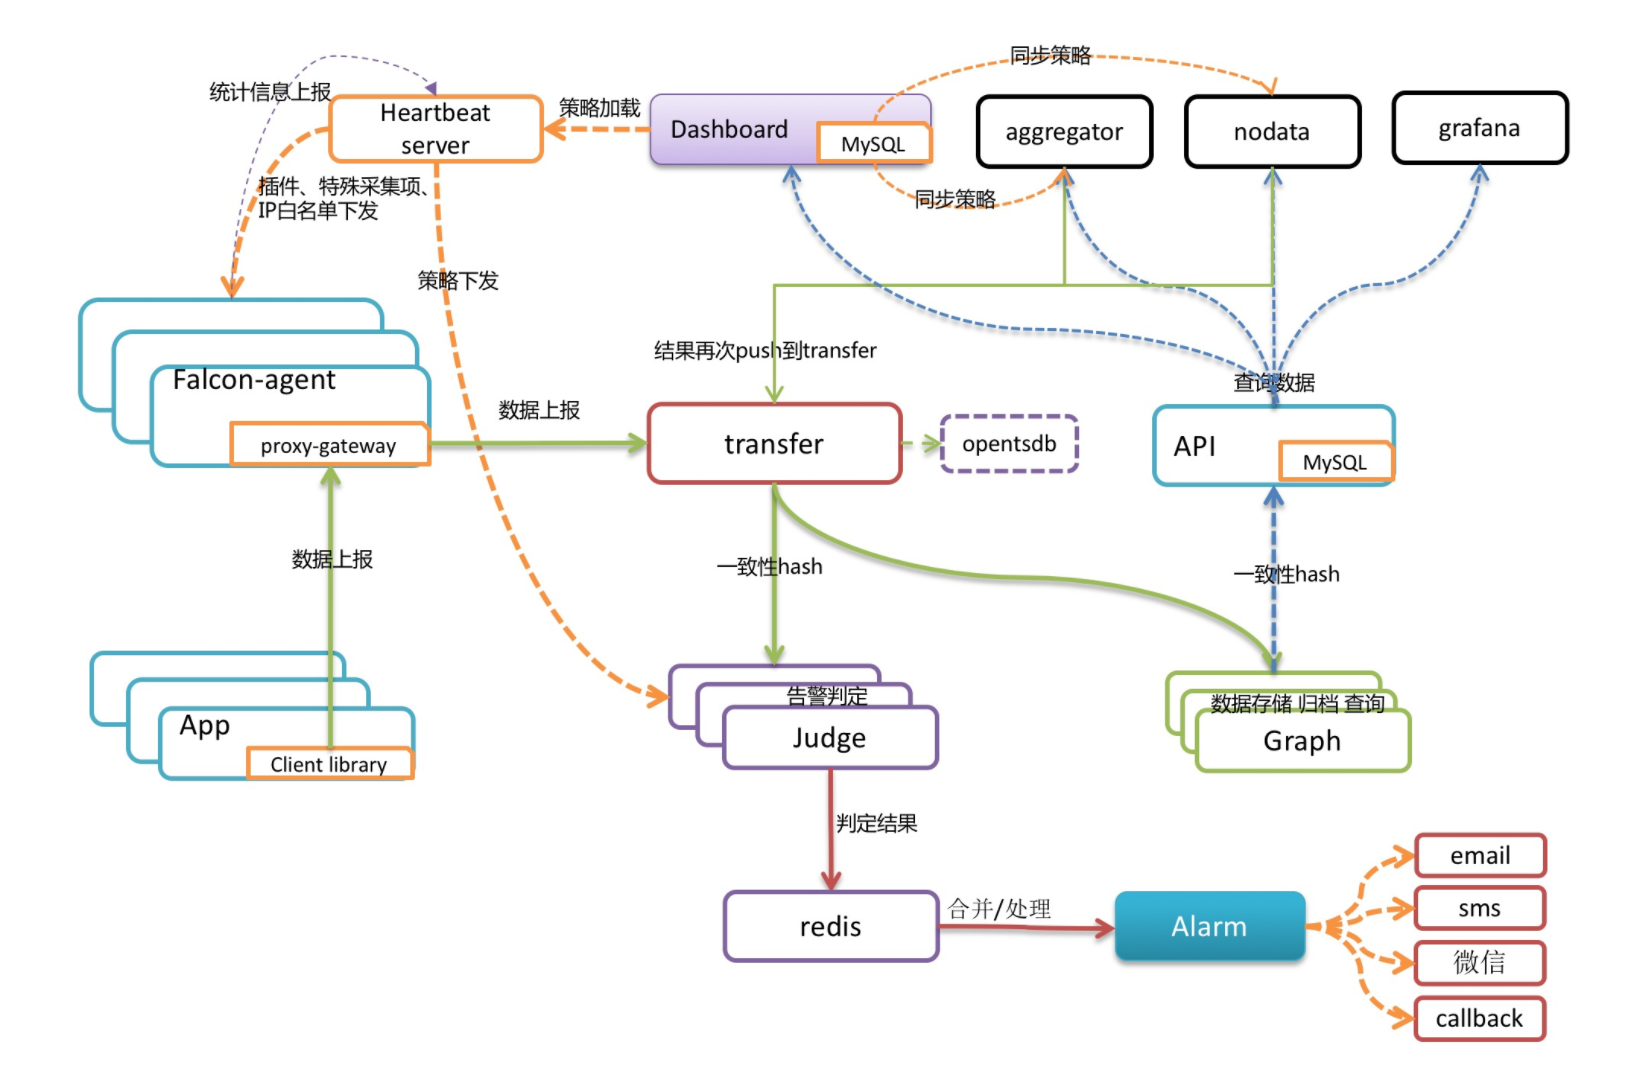 同步策略
统计信息上报
Heartbeat
server
策略加载
Dashboard
MySQL
aggregator
nodata
grafana
插件、特殊采集项、
IP白名单下发
同步策略
策略下发
结果再次push到transfer
Falcon-agent
proxy-gateway
数据上报
transfer
opentsdb
查询数据
API
MySQL
数据上报
一致性hash
一致性hash
App
Client library
告警判定
Judge
数据存储 归档 查询
Graph
判定结果
redis
合并/处理
Alarm
email
sms
微信
callback